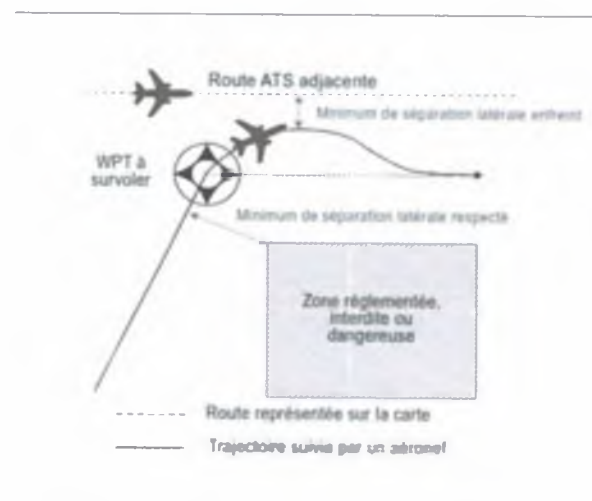 Route ATS adjacente
Minimum de séparation latérale enfreint
WPT à
survoler
Minimum de séparation latérale respecté
Zone réglementée,
interdite ou
dangereuse
Route représentée sur la carte
Trajectoire suivie par un aéronef